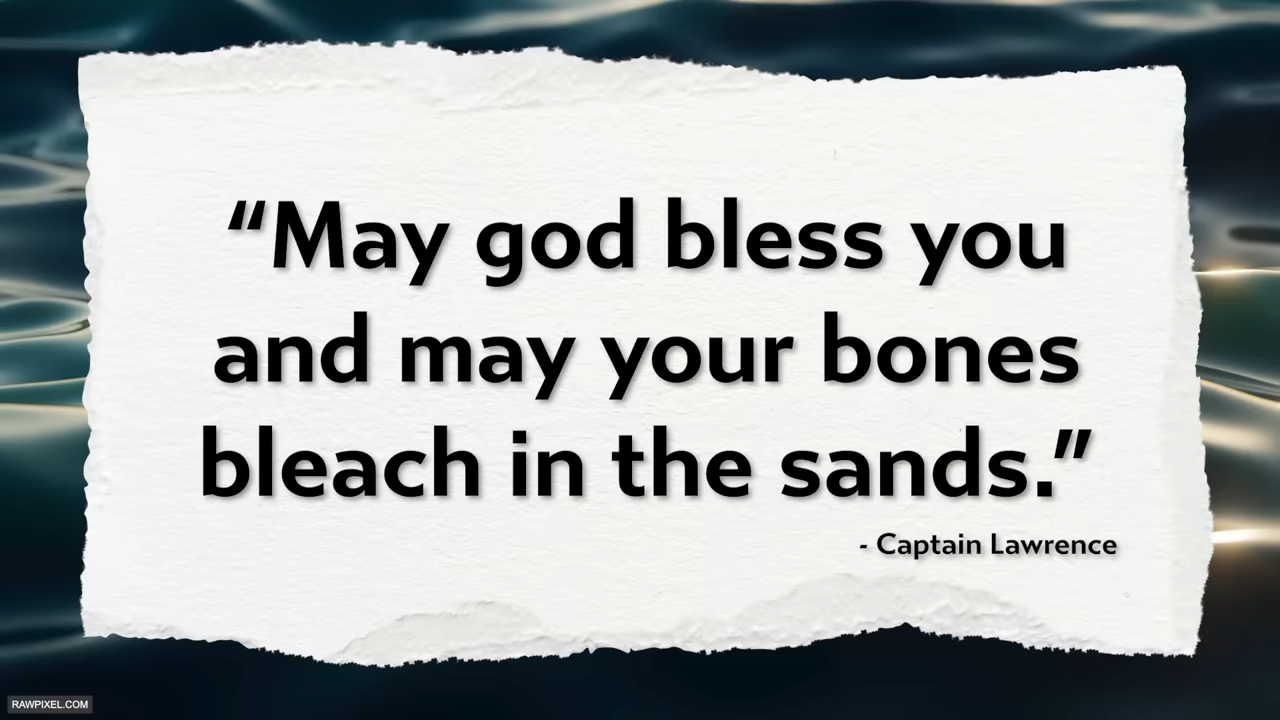 “May god bless you
and may your bones
bleach in the sands.”
- Captain Lawrence
RAWPIXEL.COM